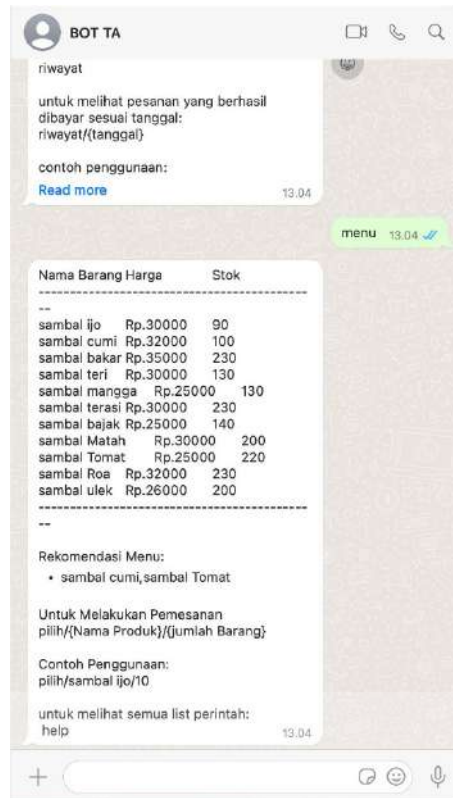 BOT TA
riwayat
untuk melihat pesanan yang berhasil
dibayar sesuai tanggal:
riwayat/{tanggal}
contoh penggunaan:
Read more 13.04
menu 13.04
Nama Barang Harga Stok
--------------------------------------------
--
sambal ijo Rp.30000 90
sambal cumi Rp.32000 100
sambal bakar Rp.35000 230
sambal teri Rp.30000 130
sambal mangga Rp.25000 130
sambal terasi Rp.30000 230
sambal bajak Rp.25000 140
sambal Matah Rp.30000 200
sambal Tomat Rp.25000 220
sambal Roa Rp.32000 230
sambal ulek Rp.26000 200
--------------------------------------------
--
Rekomendasi Menu:
• sambal cumi,sambal Tomat
Untuk Melakukan Pemesanan
pilih/{Nama Produk}/{jumlah Barang}
Contoh Penggunaan:
pilih/sambal ijo/10
untuk melihat semua list perintah:
help 13.04